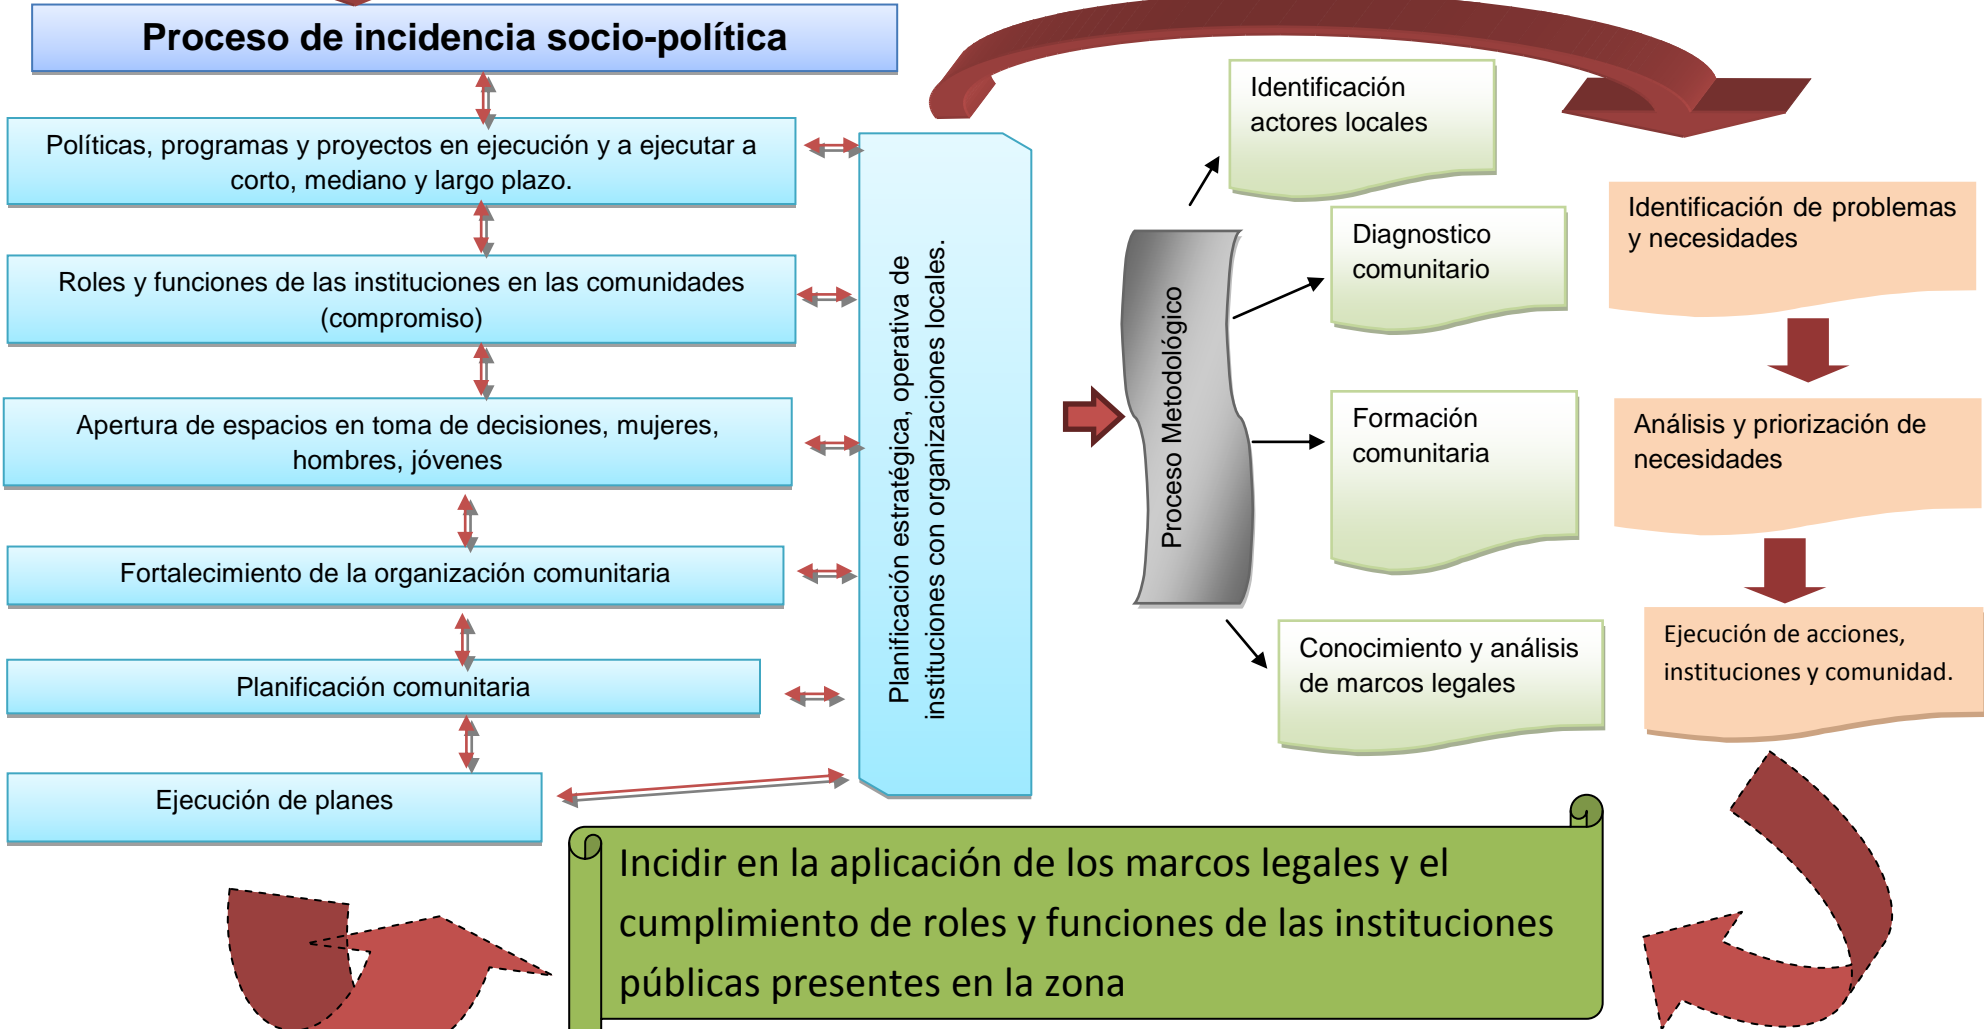 Proceso de incidencia socio-política
Políticas, programas y proyectos en ejecución y a ejecutar a
corto, mediano y largo plazo.
Roles y funciones de las instituciones en las comunidades
(compromiso)
Apertura de espacios en toma de decisiones, mujeres,
hombres, jóvenes
Fortalecimiento de la organización comunitaria
Planificación comunitaria
Ejecución de planes
Planificación estratégica, operativa de
instituciones con organizaciones locales.
Proceso Metodológico
Identificación
actores locales
Diagnostico
comunitario
Formación
comunitaria
Conocimiento y análisis
de marcos legales
Identificación de problemas
y necesidades
Análisis y priorización de
necesidades
Ejecución de acciones,
instituciones y comunidad.
Incidir en la aplicación de los marcos legales y el
cumplimiento de roles y funciones de las instituciones
públicas presentes en la zona